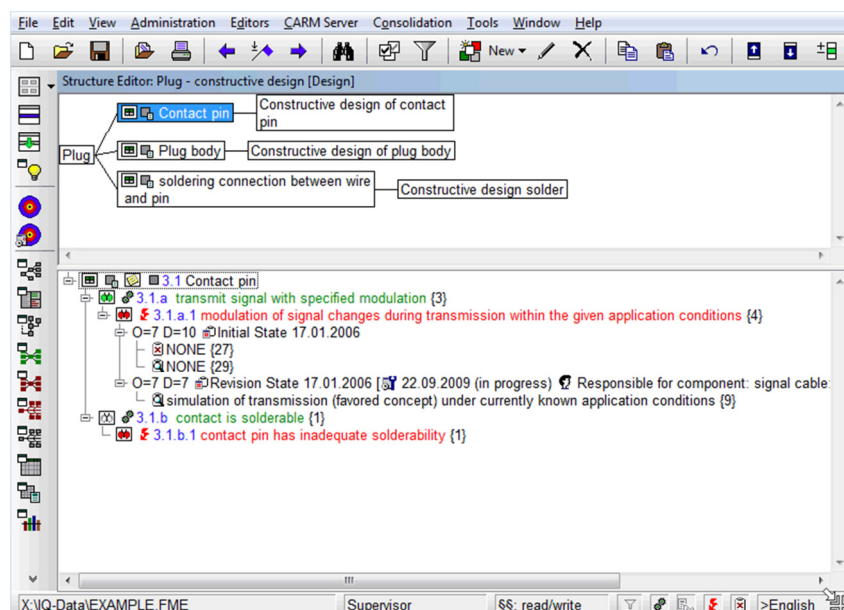 File Edit View Administration Editors CARM Server Consolidation Tools Window Help
New
Structure Editor: Plug - constructive design [Design]
Plug
Contact pin
Constructive design of contact
pin
Plug body
Constructive design of plug body
soldering connection between wire
and pin
Constructive design solder
3.1 Contact pin
3.1.a transmit signal with specified modulation {3}
3.1.a.1 modulation of signal changes during transmission within the given application conditions {4}
O=7 D=10 Initial State 17.01.2006
NONE {27}
NONE {29}
O=7 D=7 Revision State 17.01.2006 [ 22.09.2009 (in progress) Responsible for component: signal cable:
simulation of transmission (favored concept) under currently known application conditions {9}
3.1.b contact is solderable {1}
3.1.b.1 contact pin has inadequate solderability {1}
X:\IQ-Data\EXAMPLE.FME Supervisor §§: read/write >English